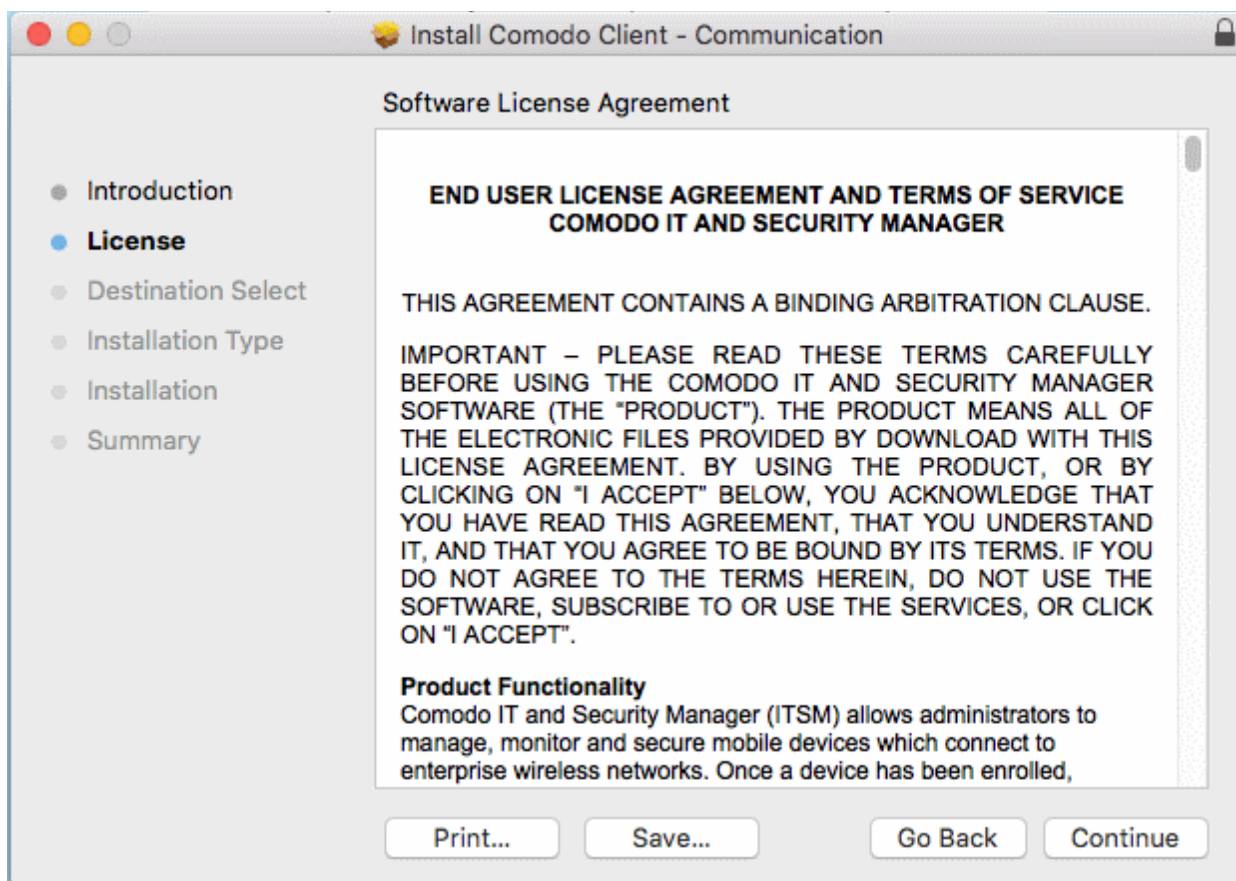 Install Comodo Client - Communication
Software License Agreement
Introduction
License
Destination Select
Installation Type
Installation
Summary
END USER LICENSE AGREEMENT AND TERMS OF SERVICE
COMODO IT AND SECURITY MANAGER
THIS AGREEMENT CONTAINS A BINDING ARBITRATION CLAUSE.
IMPORTANT – PLEASE READ THESE TERMS CAREFULLY
BEFORE USING THE COMODO IT AND SECURITY MANAGER
SOFTWARE (THE “PRODUCT”). THE PRODUCT MEANS ALL OF
THE ELECTRONIC FILES PROVIDED BY DOWNLOAD WITH THIS
LICENSE AGREEMENT. BY USING THE PRODUCT, OR BY
CLICKING ON “I ACCEPT” BELOW, YOU ACKNOWLEDGE THAT
YOU HAVE READ THIS AGREEMENT, THAT YOU UNDERSTAND
IT, AND THAT YOU AGREE TO BE BOUND BY ITS TERMS. IF YOU
DO NOT AGREE TO THE TERMS HEREIN, DO NOT USE THE
SOFTWARE, SUBSCRIBE TO OR USE THE SERVICES, OR CLICK
ON “I ACCEPT”.
Product Functionality
Comodo IT and Security Manager (ITSM) allows administrators to
manage, monitor and secure mobile devices which connect to
enterprise wireless networks. Once a device has been enrolled,
Print...
Save...
Go Back
Continue